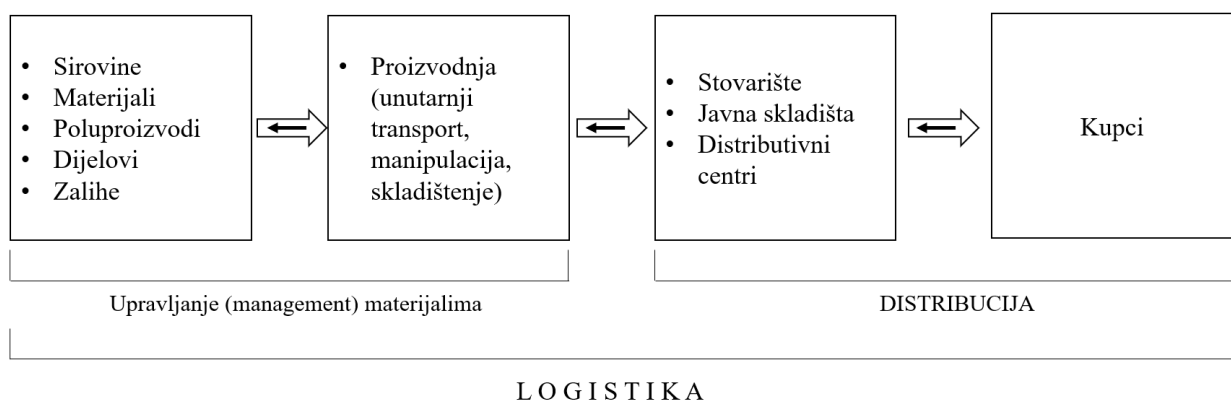 • Sirovine
• Materijali
• Poluproizvodi
• Dijelovi
• Zalihe
• Proizvodnja
(unutarnji
transport,
manipulacija,
skladištenje)
• Stovarište
• Javna skladišta
• Distributivni
centri
Kupci
Upravljanje (management) materijalima
DISTRIBUCIJA
L O G I S T I K A